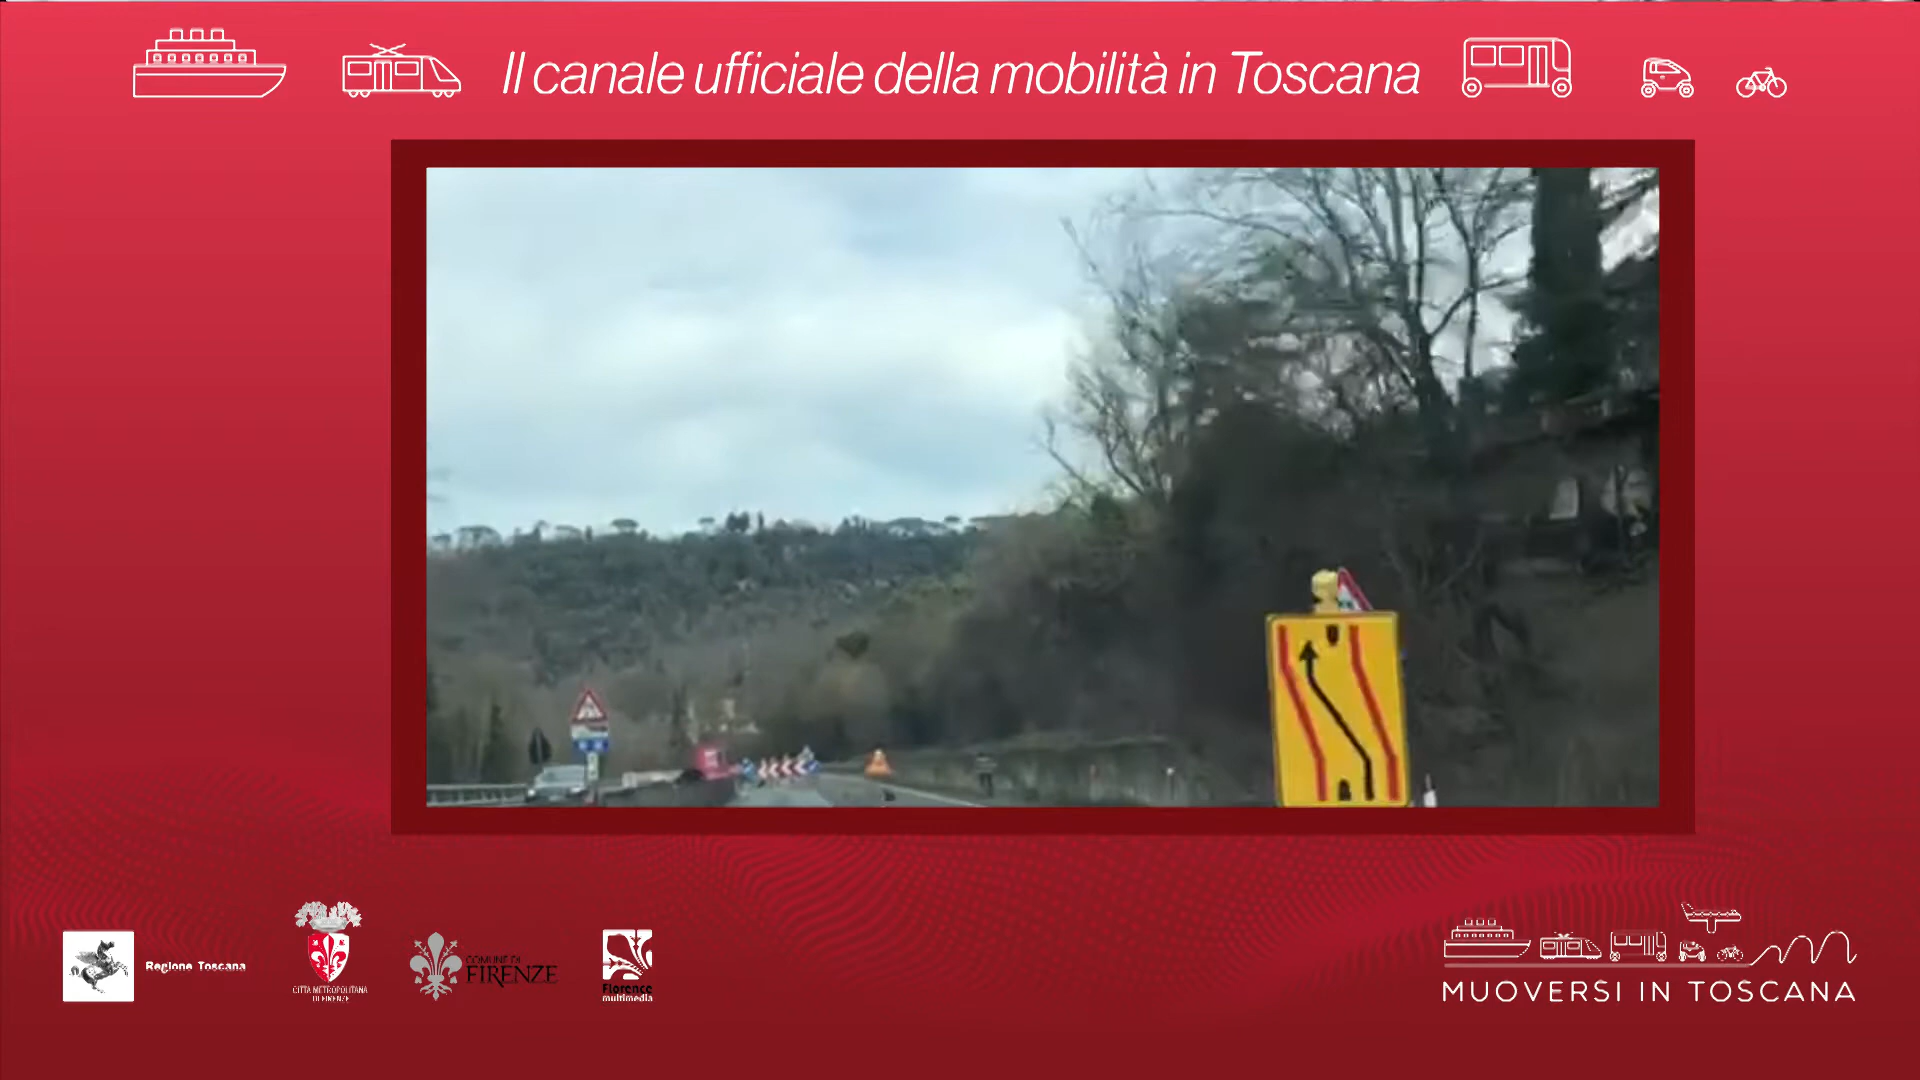 Il canale ufficiale della mobilità in Toscana
Regione Toscana
CITTÀ METROPOLITANA
DI FIRENZE
COMUNE DI
FIRENZE
Florence
multimedia
MUOVERSI IN TOSCANA